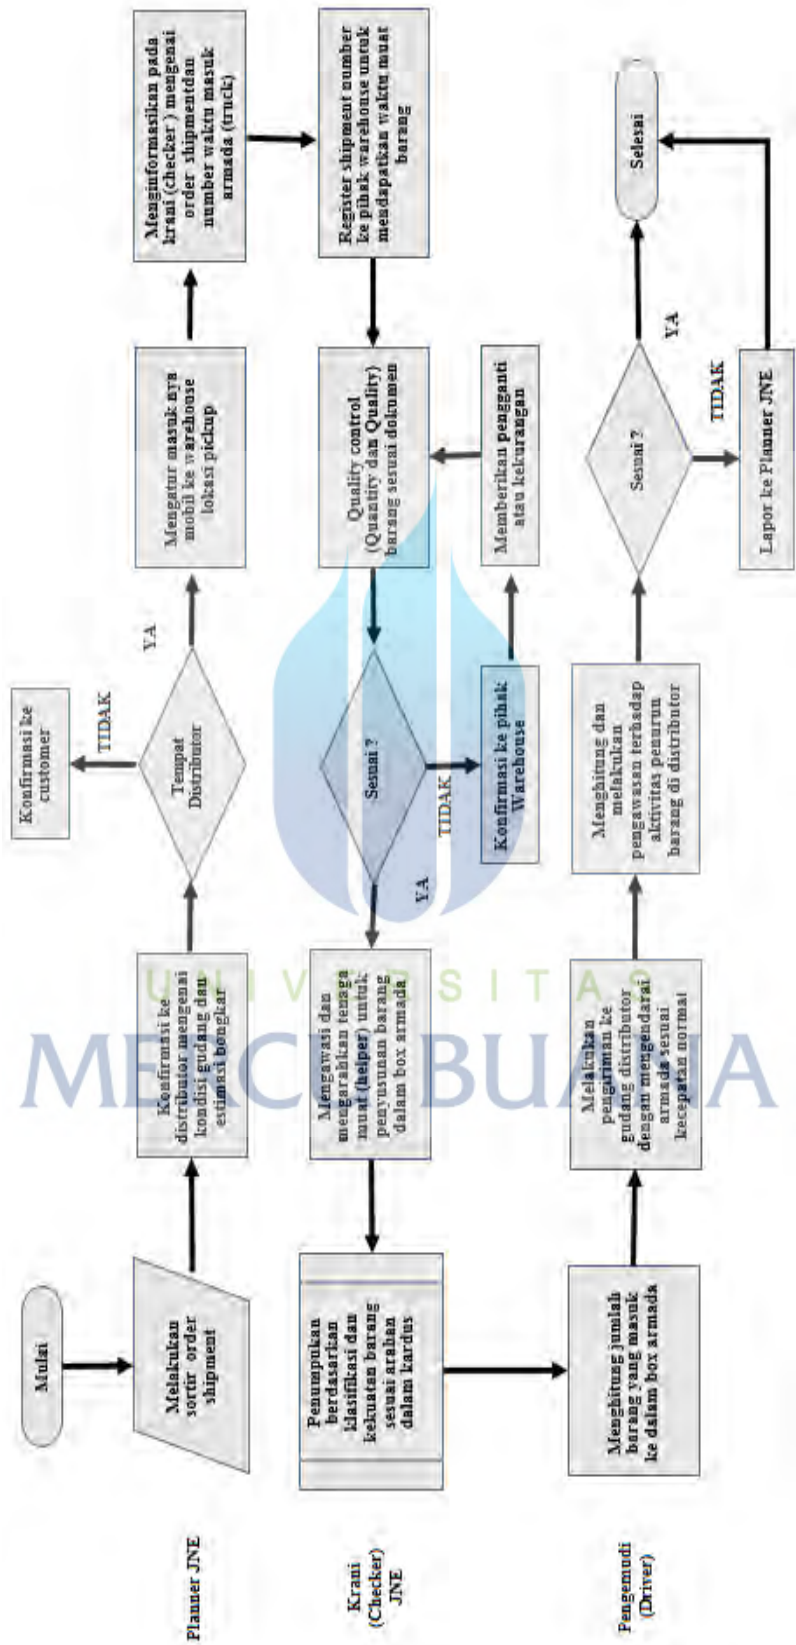 Mulai
Planner JNE
Melakukan
sortir order
shipment
Konfirmasi ke
distributor mengenai
kondisi gudang dan
estimasi bongkar
Tempat
Distributor
TIDAK
Konfirmasi ke
customer
YA
Mengatur masuk nya
mobil ke warehouse
lokasi pickup
Menginformasikan pada
krani (checker ) mengenai
order shipmentdan
number waktu masuk
armada (truck)
Krani
(Checker)
JNE
Register shipment number
ke pihak warehouse untuk
mendapatkan waktu muat
barang
Quality control
(Quantity dan Quality)
barang sesuai dokumen
Sesuai ?
TIDAK
Konfirmasi ke pihak
Warehouse
Memberikan pengganti
atau kekurangan
YA
Mengawasi dan
mengarahkan tenaga
muat (helper) untuk
penyusunan barang
dalam box armada
Penumpukan
berdasarkan
klasifikasi dan
kekuatan barang
sesuai arahan
dalam kardus
Pengemudi
(Driver)
Menghitung jumlah
barang yang masuk
ke dalam box armada
Melakukan
pengiriman ke
gudang distributor
dengan mengendarai
armada sesuai
kecepatan normal
Menghitung dan
melakukan
pengawasan terhadap
aktivitas penurun
barang di distributor
Sesuai ?
YA
TIDAK
Lapor ke Planner JNE
Selesai
UNIVERSITAS
MERCU BUANA